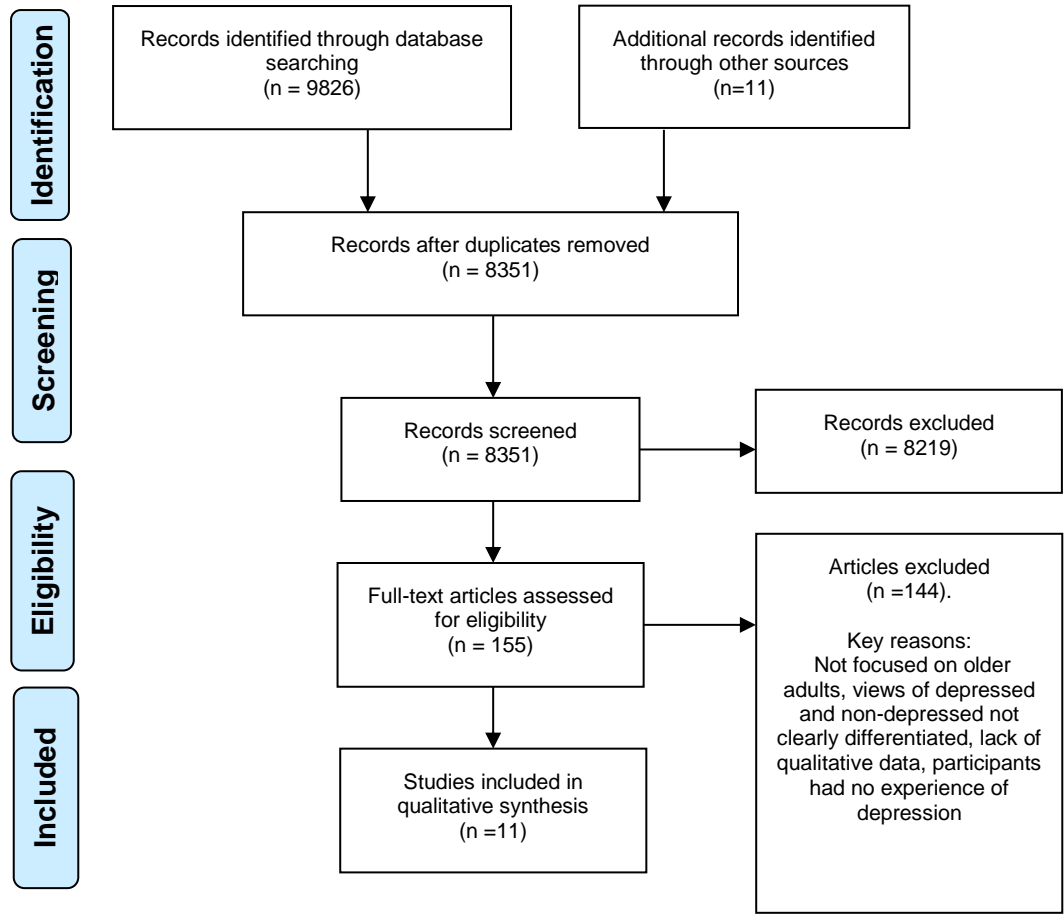 Identification
Records identified through database
searching
(n = 9826)
Additional records identified
through other sources
(n=11)
Records after duplicates removed
(n = 8351)
Screening
Records screened
(n = 8351)
Records excluded
(n = 8219)
Eligibility
Full-text articles assessed
for eligibility
(n = 155)
Articles excluded
(n =144).
Key reasons:
Not focused on older
adults, views of depressed
and non-depressed not
clearly differentiated, lack of
qualitative data, participants
had no experience of
depression
Included
Studies included in
qualitative synthesis
(n =11)